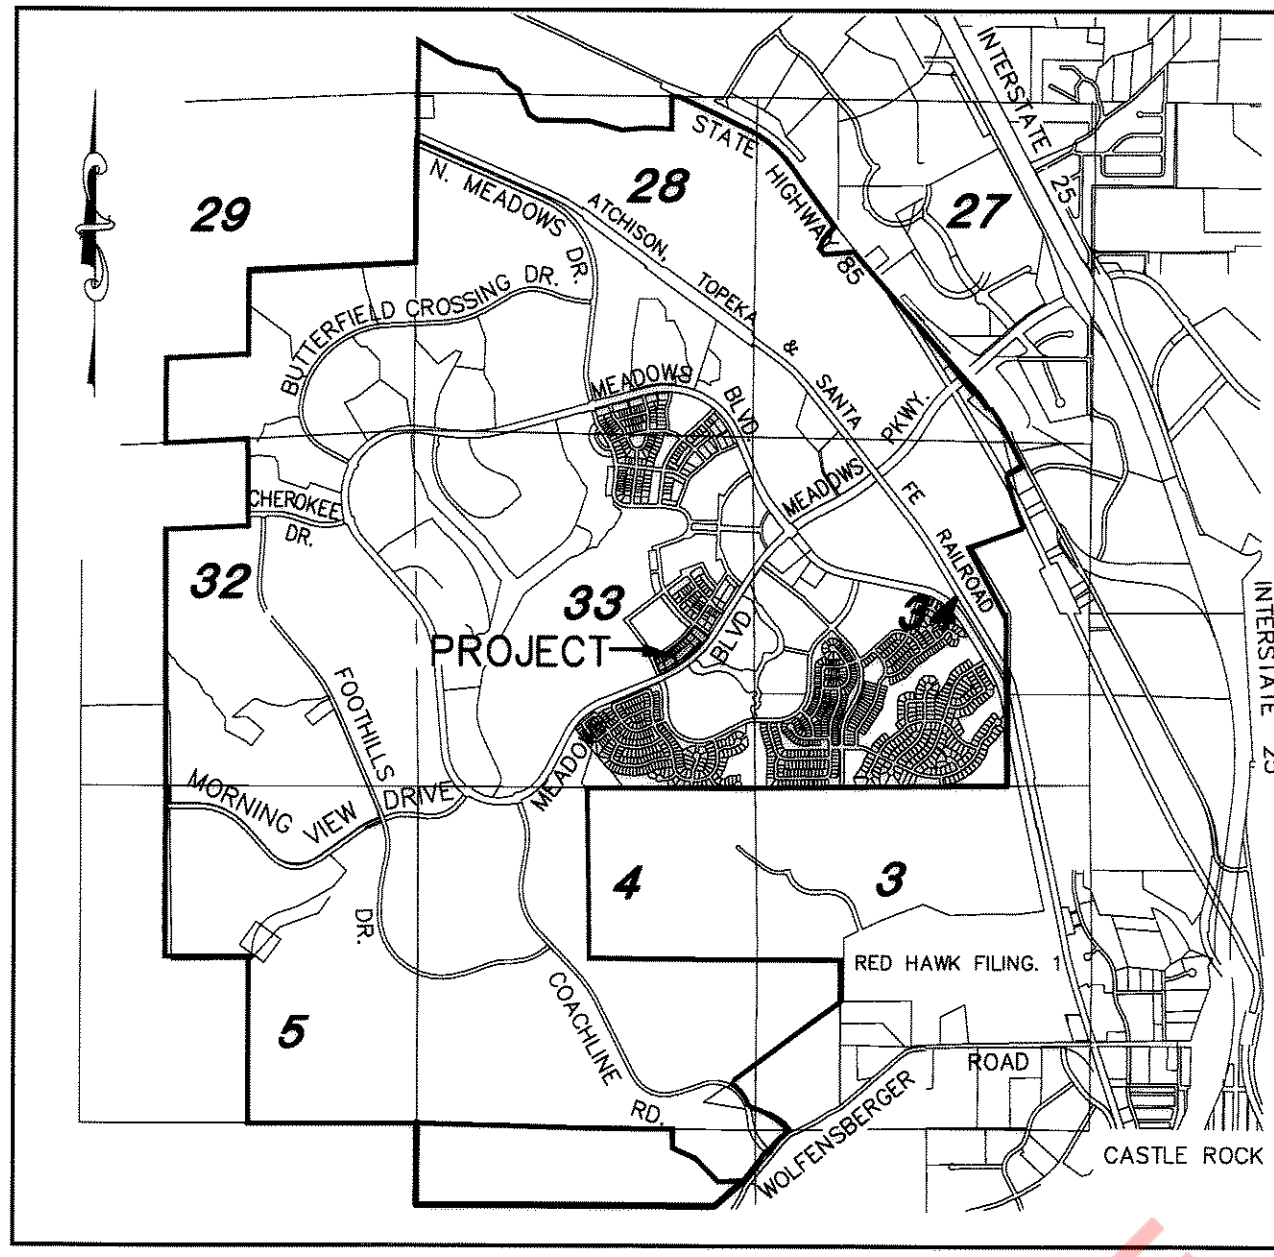 INTERSTATE 25
STATE HIGHWAY 85
28
27
29
N. MEADOWS DR.
ATCHISON, TOPEKA & SANTA FE RAILROAD
BUTTERFIELD CROSSING DR.
MEADOWS BLVD
MEADOWS PKWY.
CHEROKEE DR.
32
33
34
PROJECT
INTERSTATE 25
MEADOWS BLVD
FOOTHILLS DR.
MORNING VIEW DRIVE
4
3
RED HAWK FILING. 1
5
COACHLINE RD.
WOLFENSBERGER ROAD
CASTLE ROCK